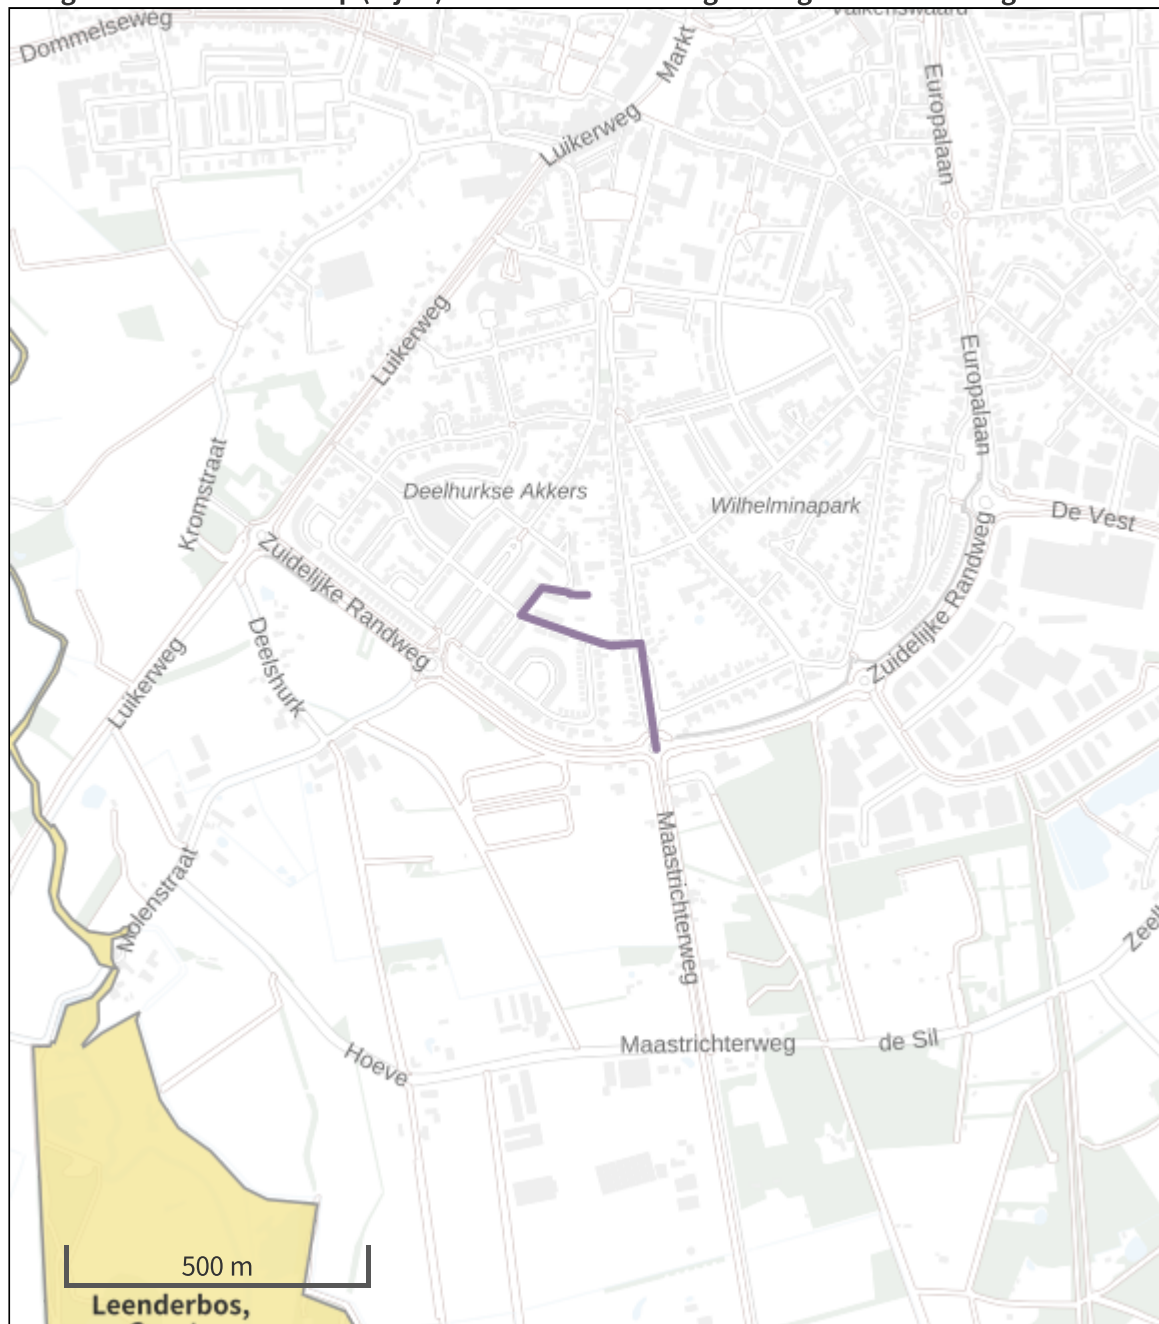 Valkenswaard
Dommelseweg
Markt
Luikerweg
Europalaan
Luikerweg
Europalaan
Kromstraat
Deelhurkse Akkers
Wilhelminapark
De Vest
Zuidelijke Randweg
Zuidelijke Randweg
Deelshurk
Luikerweg
Maastrichterweg
Molenstraat
Maastrichterweg
de Sil
Hoeve
500 m
Leenderbos,